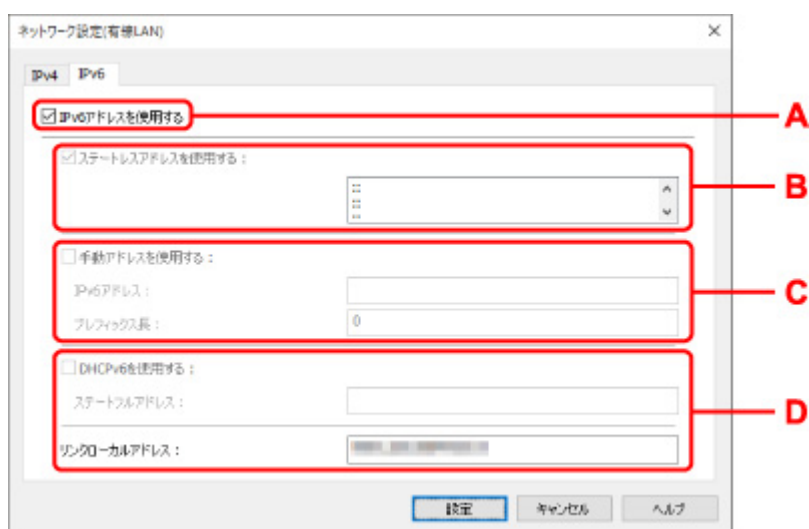 ネットワーク設定(有線LAN)
IPv4 IPv6
IPv6アドレスを使用する
A
ステートレスアドレスを使用する：
::
::
::
B
手動アドレスを使用する：
IPv6アドレス：
プレフィックス長： 0
C
DHCPv6を使用する：
ステートフルアドレス：
D
リンクローカルアドレス：
設定 キャンセル ヘルプ